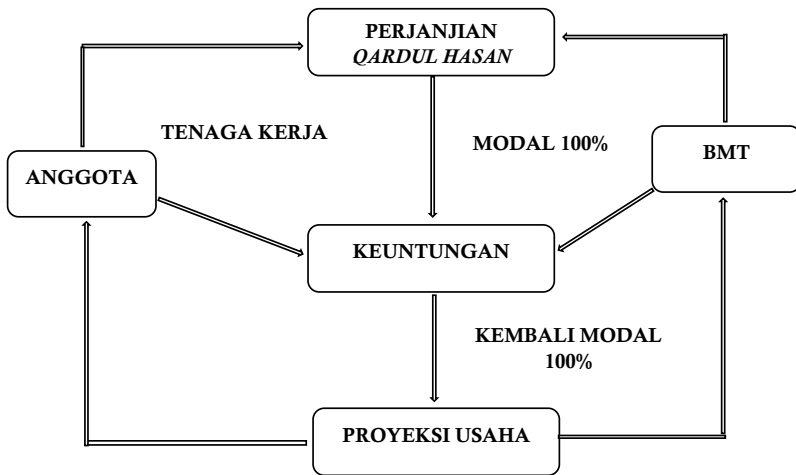 PERJANJIAN
QARDUL HASAN
TENAGA KERJA
MODAL 100%
ANGGOTA
BMT
KEUNTUNGAN
KEMBALI MODAL
100%
PROYEKSI USAHA